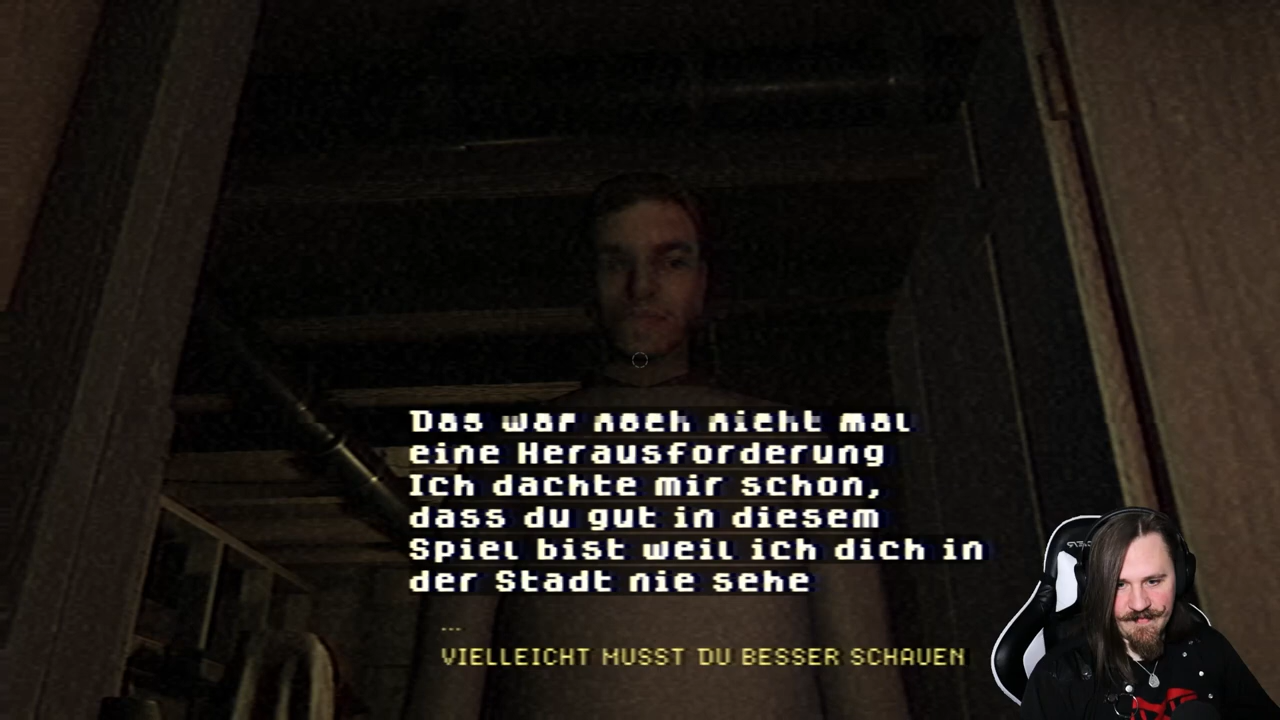 Das war noch nicht mal
eine Herausforderung
Ich dachte mir schon,
dass du gut in diesem
Spiel bist weil ich dich in
der Stadt nie sehe
...
VIELLEICHT MUSST DU BESSER SCHAUEN